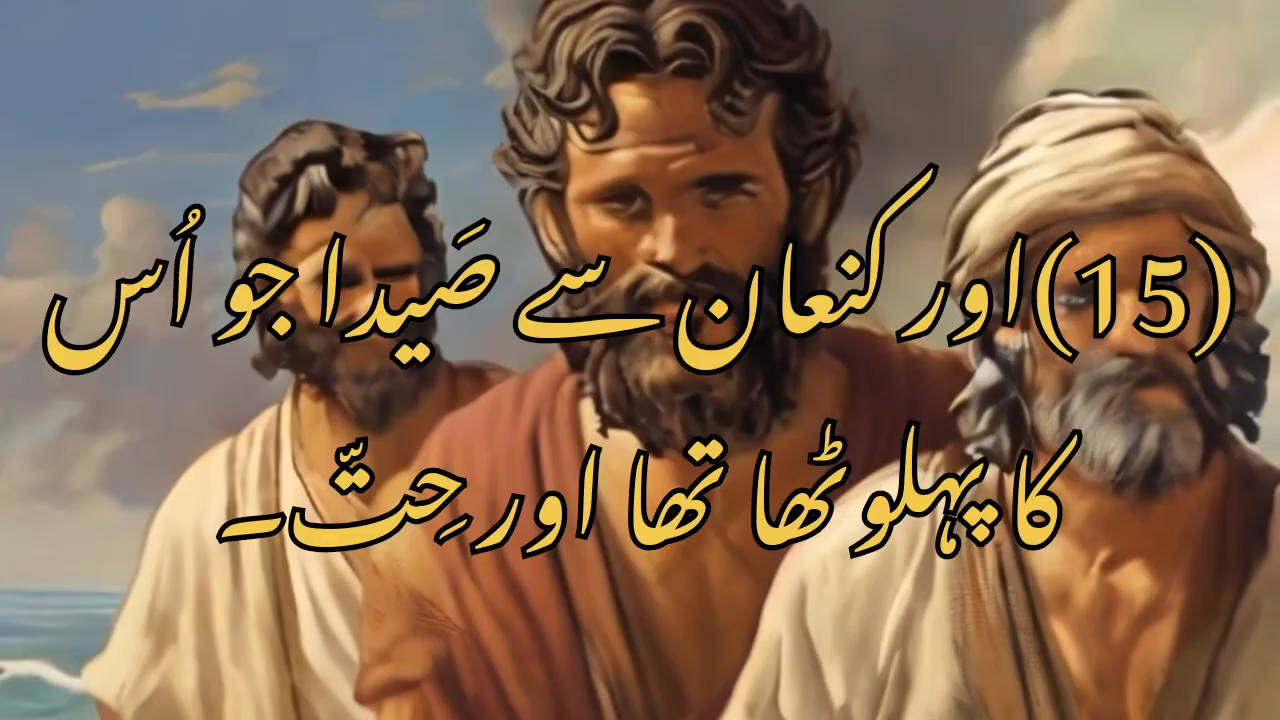 (15) اور کنعان سے صَیدا جو اُس
کا پہلوٹھا تھا اور حِتّ۔